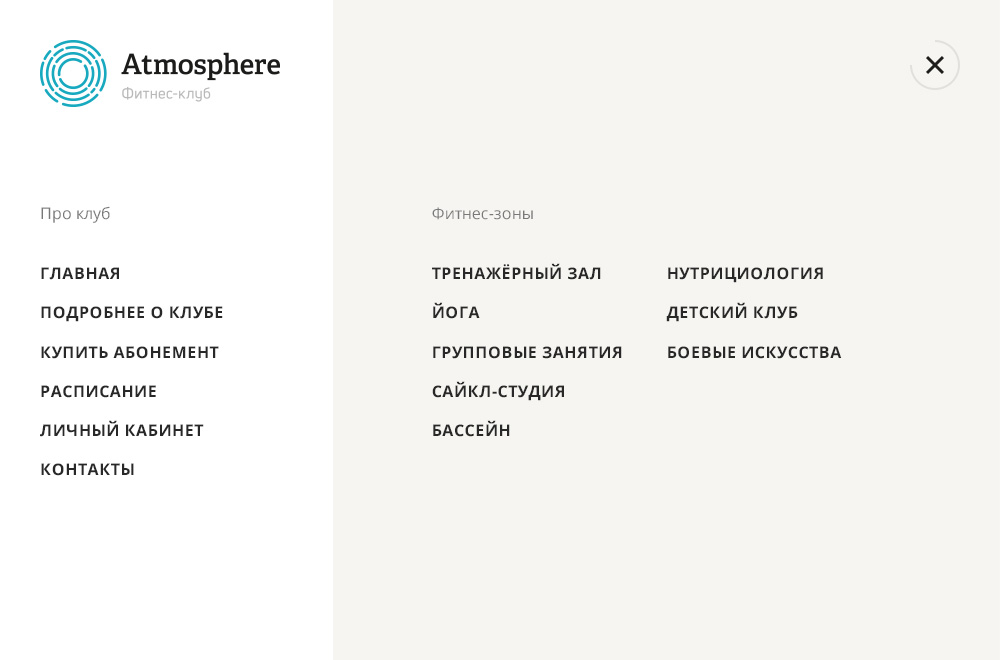 Atmosphere
Фитнес-клуб
Про клуб
ГЛАВНАЯ
ПОДРОБНЕЕ О КЛУБЕ
КУПИТЬ АБОНЕМЕНТ
РАСПИСАНИЕ
ЛИЧНЫЙ КАБИНЕТ
КОНТАКТЫ
Фитнес-зоны
ТРЕНАЖЁРНЫЙ ЗАЛ
ЙОГА
ГРУППОВЫЕ ЗАНЯТИЯ
САЙКЛ-СТУДИЯ
БАССЕЙН
НУТРИЦИОЛОГИЯ
ДЕТСКИЙ КЛУБ
БОЕВЫЕ ИСКУССТВА